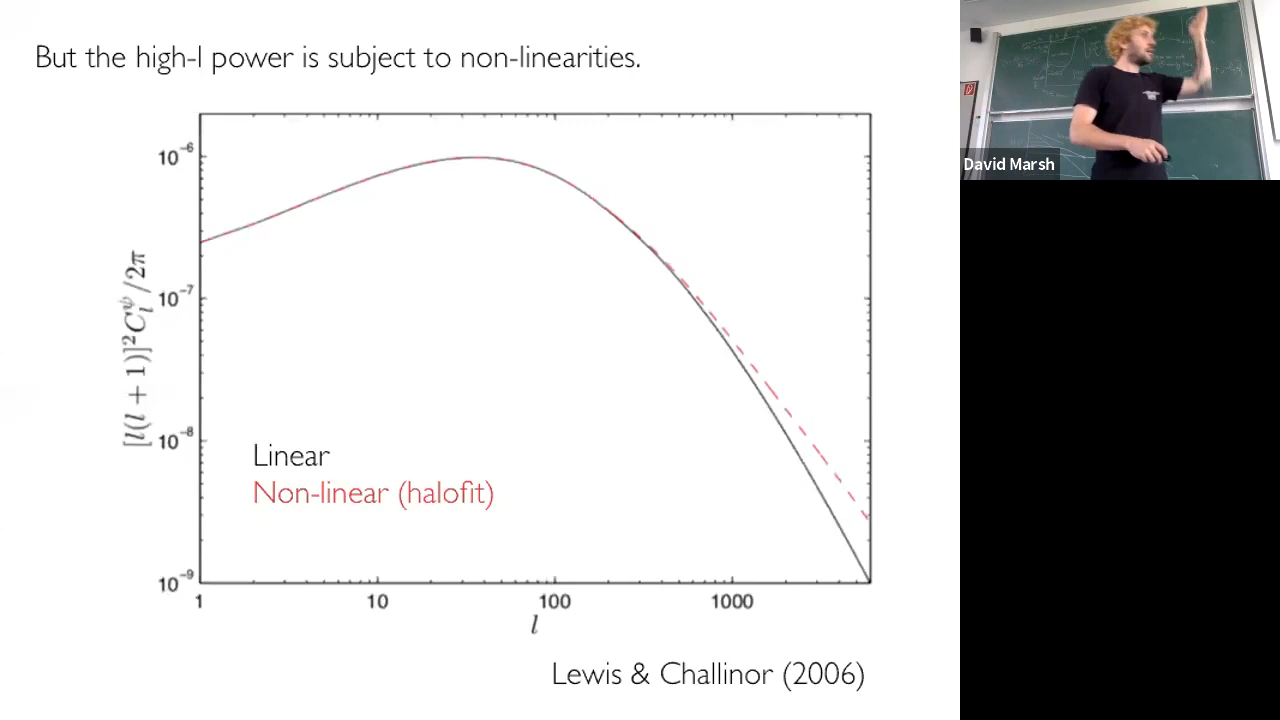 But the high-l power is subject to non-linearities.
David Marsh
[l(l + 1)]²C_l^ψ/2π
10⁻⁶
10⁻⁷
10⁻⁸
10⁻⁹
Linear
Non-linear (halofit)
1 10 100 1000
l
Lewis & Challinor (2006)